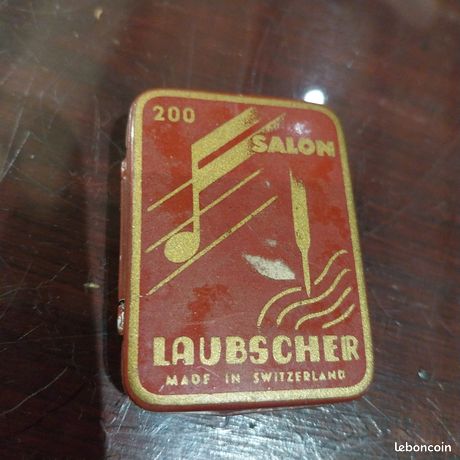 200
SALON
LAUBSCHER
MADE IN SWITZERLAND
leboncoin